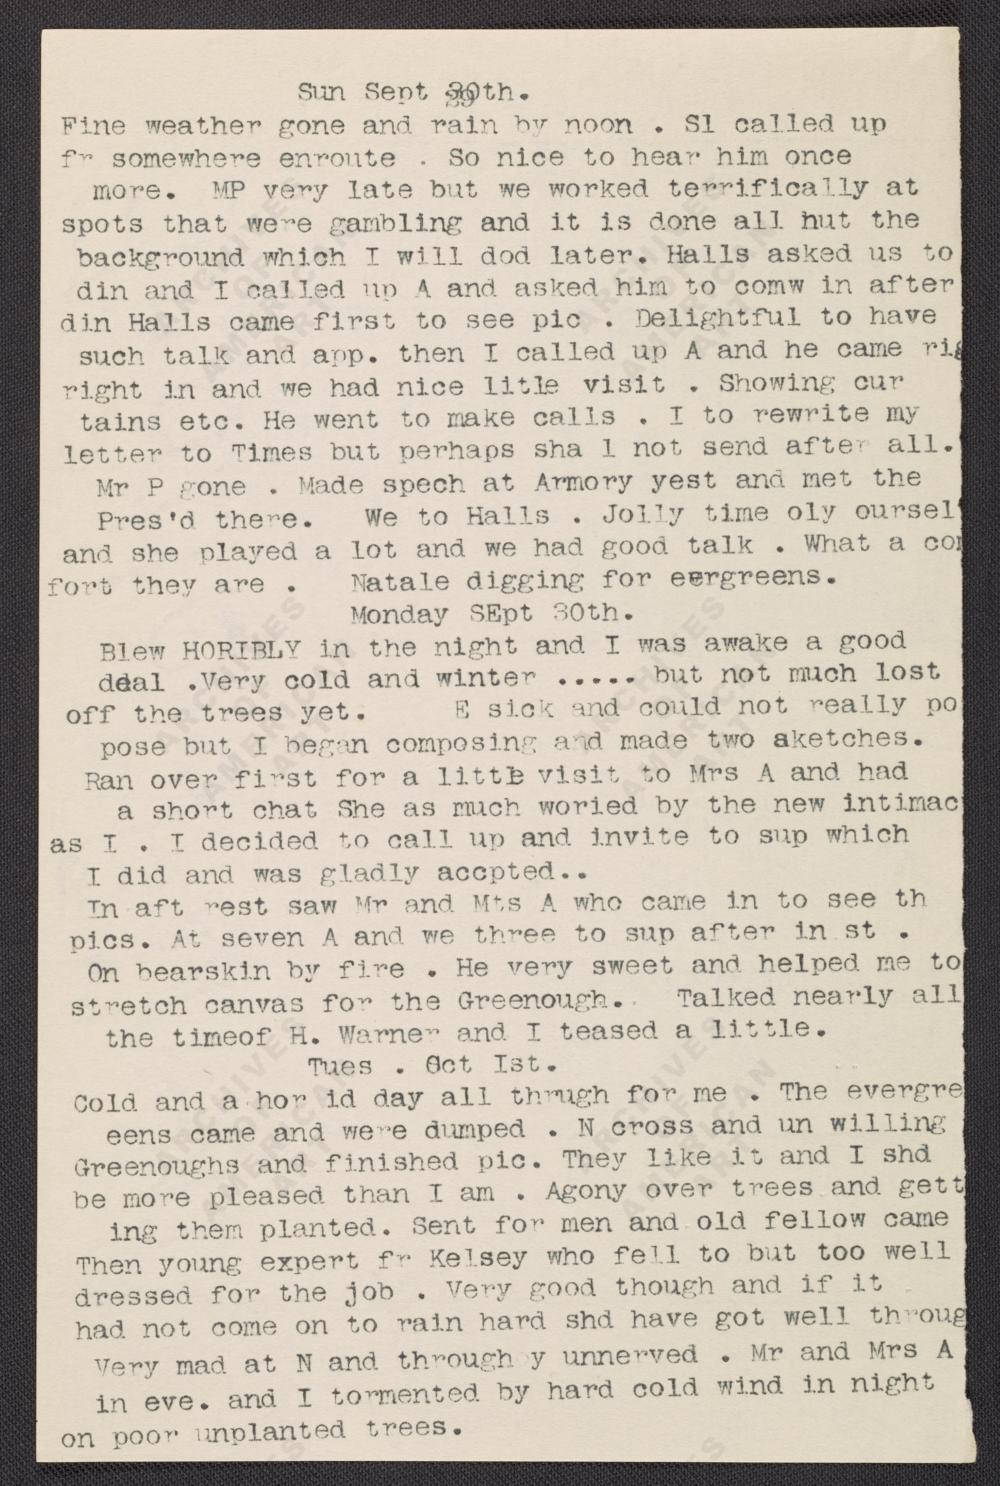 Sun Sept 29th.
Fine weather gone and rain by noon . Sl called up
fr somewhere enroute . So nice to hear him once
more. MP very late but we worked terrifically at
spots that were gambling and it is done all hut the
background which I will dod later. Halls asked us to
din and I called up A and asked him to comw in after
din Halls came first to see pic . Delightful to have
such talk and app. then I called up A and he came rig
right in and we had nice litle visit . Showing cur
tains etc. He went to make calls . I to rewrite my
letter to Times but perhaps sha l not send after all.
Mr P gone . Made spech at Armory yest and met the
Pres'd there. We to Halls . Jolly time oly oursel
and she played a lot and we had good talk . What a com
fort they are . Natale digging for eergreens.
Monday SEpt 30th.
Blew HORIBLY in the night and I was awake a good
deal .Very cold and winter ..... but not much lost
off the trees yet. E sick and could not really po
pose but I began composing and made two aketches.
Ran over first for a little visit to Mrs A and had
a short chat She as much woried by the new intimac
as I . I decided to call up and invite to sup which
I did and was gladly accpted..
In aft rest saw Mr and Mts A who came in to see th
pics. At seven A and we three to sup after in st .
On bearskin by fire . He very sweet and helped me to
stretch canvas for the Greenough. Talked nearly all
the timeof H. Warner and I teased a little.
Tues . Oct Ist.
Cold and a hor id day all thrugh for me . The evergre
eens came and were dumped . N cross and un willing
Greenoughs and finished pic. They like it and I shd
be more pleased than I am . Agony over trees and gett
ing them planted. Sent for men and old fellow came
Then young expert fr Kelsey who fell to but too well
dressed for the job . Very good though and if it
had not come on to rain hard shd have got well throug
Very mad at N and through y unnerved . Mr and Mrs A
in eve. and I tormented by hard cold wind in night
on poor unplanted trees.
ARCHIVES OF AMERICAN ART